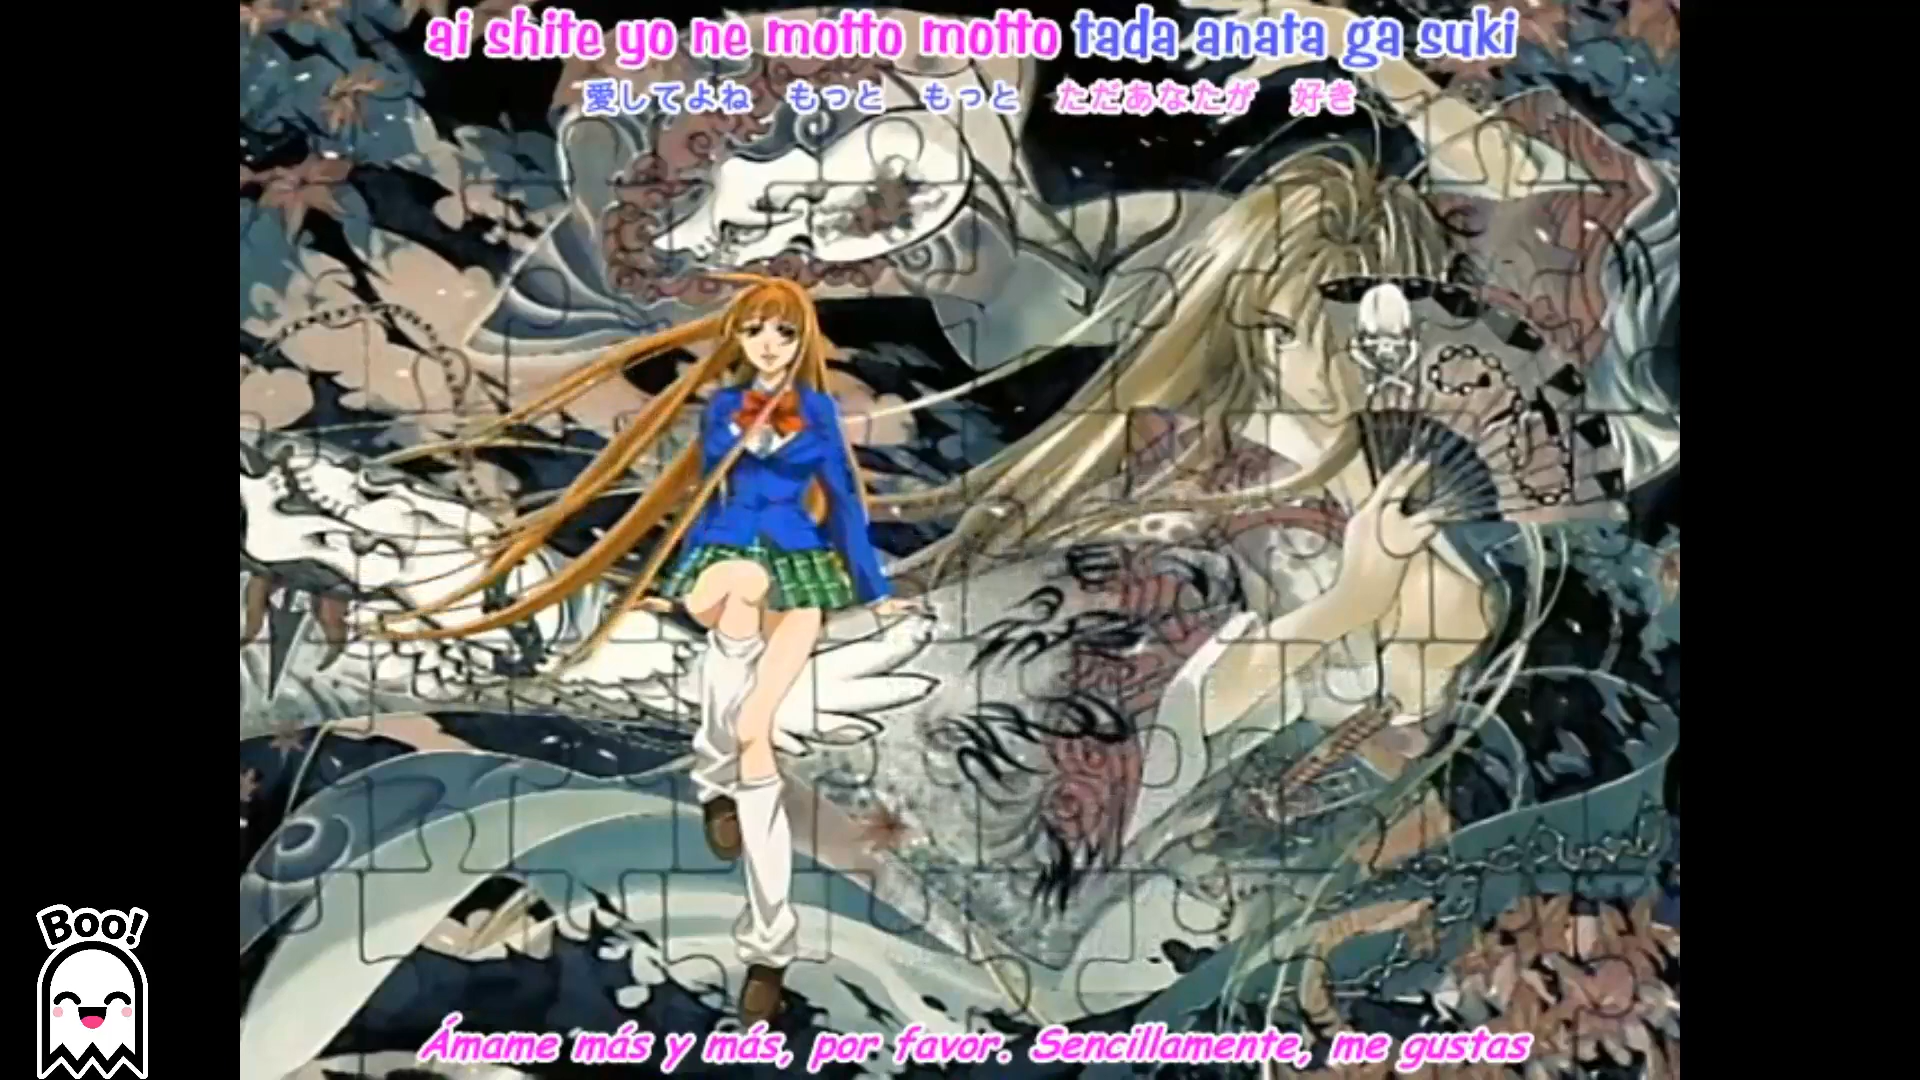 ai shite yo ne motto motto tada anata ga suki
愛してよね　もっと　もっと　ただあなたが　好き
Boo!
Ámame más y más, por favor. Sencillamente, me gustas